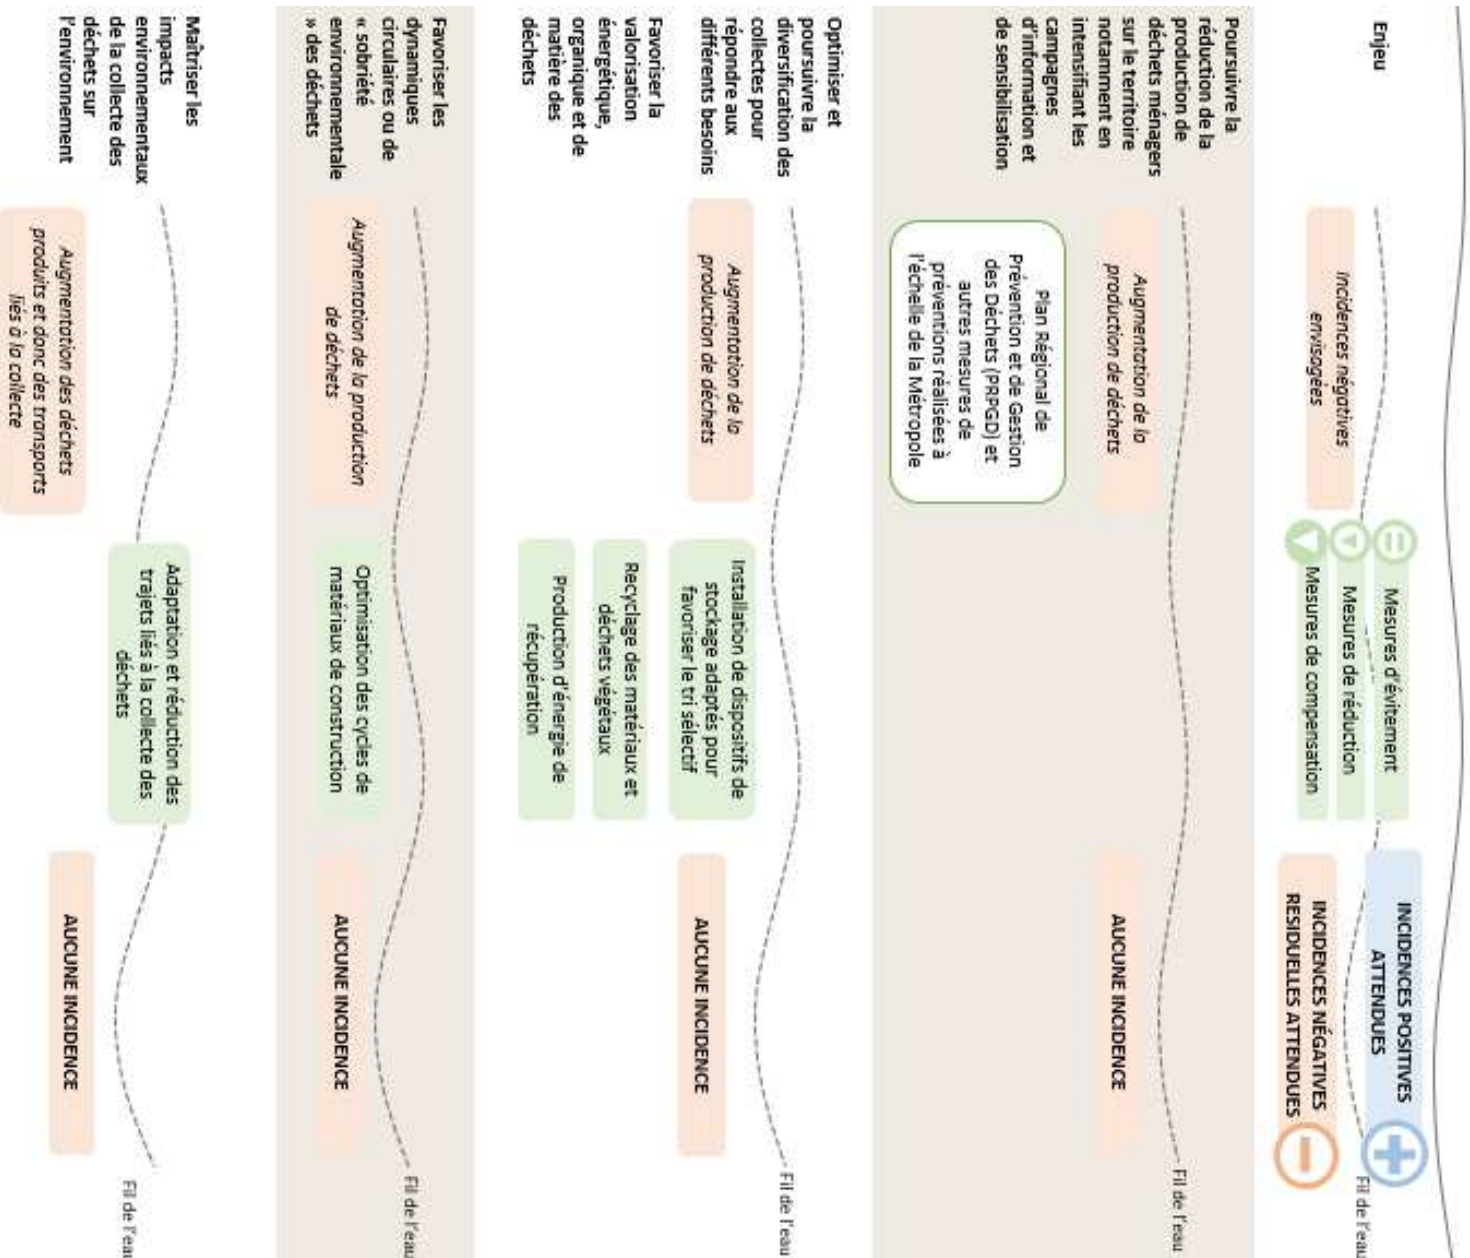 Enjeu
Incidences négatives
envisagées
Mesures d'évitement
Mesures de réduction
Mesures de compensation
INCIDENCES POSITIVES
ATTENDUES
INCIDENCES NÉGATIVES
RESIDUELLES ATTENDUES
Fil de l'eau
Poursuivre la
réduction de la
production de
déchets ménagers
sur le territoire
notamment en
intensifiant les
campagnes
d'information et
de sensibilisation
Augmentation de la
production de déchets
Plan Régional de
Prévention et de Gestion
des Déchets (PRPGD) et
autres mesures de
préventions réalisées à
l'échelle de la Métropole
AUCUNE INCIDENCE
Fil de l'eau
Optimiser et
poursuivre la
diversification des
collectes pour
répondre aux
différents besoins
Favoriser la
valorisation
énergétique,
organique et de
matière des
déchets
Augmentation de la
production de déchets
Installation de dispositifs de
stockage adaptés pour
favoriser le tri sélectif
Recyclage des matériaux et
déchets végétaux
Production d'énergie de
récupération
AUCUNE INCIDENCE
Fil de l'eau
Favoriser les
dynamiques
circulaires ou de
« sobriété
environnementale
» des déchets
Augmentation de la production
de déchets
Optimisation des cycles de
matériaux de construction
AUCUNE INCIDENCE
Fil de l'eau
Maîtriser les
impacts
environnementaux
de la collecte des
déchets sur
l'environnement
Augmentation des déchets
produits et donc des transports
liés à la collecte
Adaptation et réduction des
trajets liés à la collecte des
déchets
AUCUNE INCIDENCE
Fil de l'eau